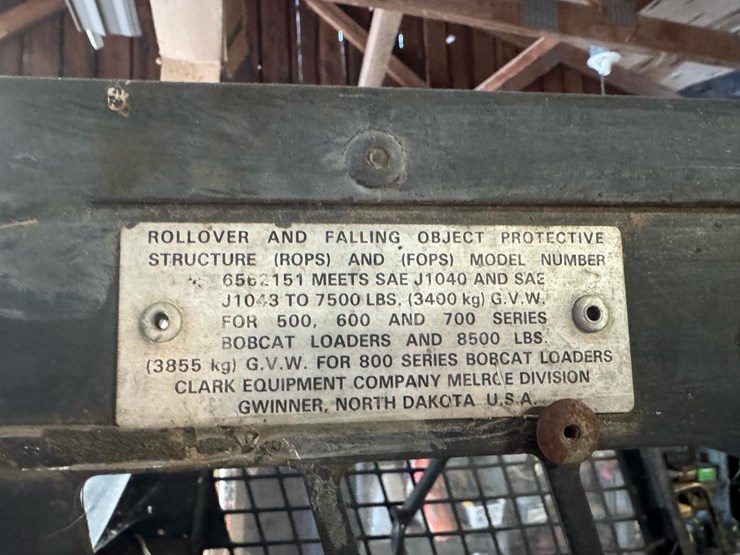 ROLLOVER AND FALLING OBJECT PROTECTIVE
STRUCTURE (ROPS) AND (FOPS) MODEL NUMBER
6562151 MEETS SAE J1040 AND SAE
J1043 TO 7500 LBS. (3400 kg) G.V.W.
FOR 500, 600 AND 700 SERIES
BOBCAT LOADERS AND 8500 LBS.
(3855 kg) G.V.W. FOR 800 SERIES BOBCAT LOADERS
CLARK EQUIPMENT COMPANY MELROE DIVISION
GWINNER, NORTH DAKOTA U.S.A.